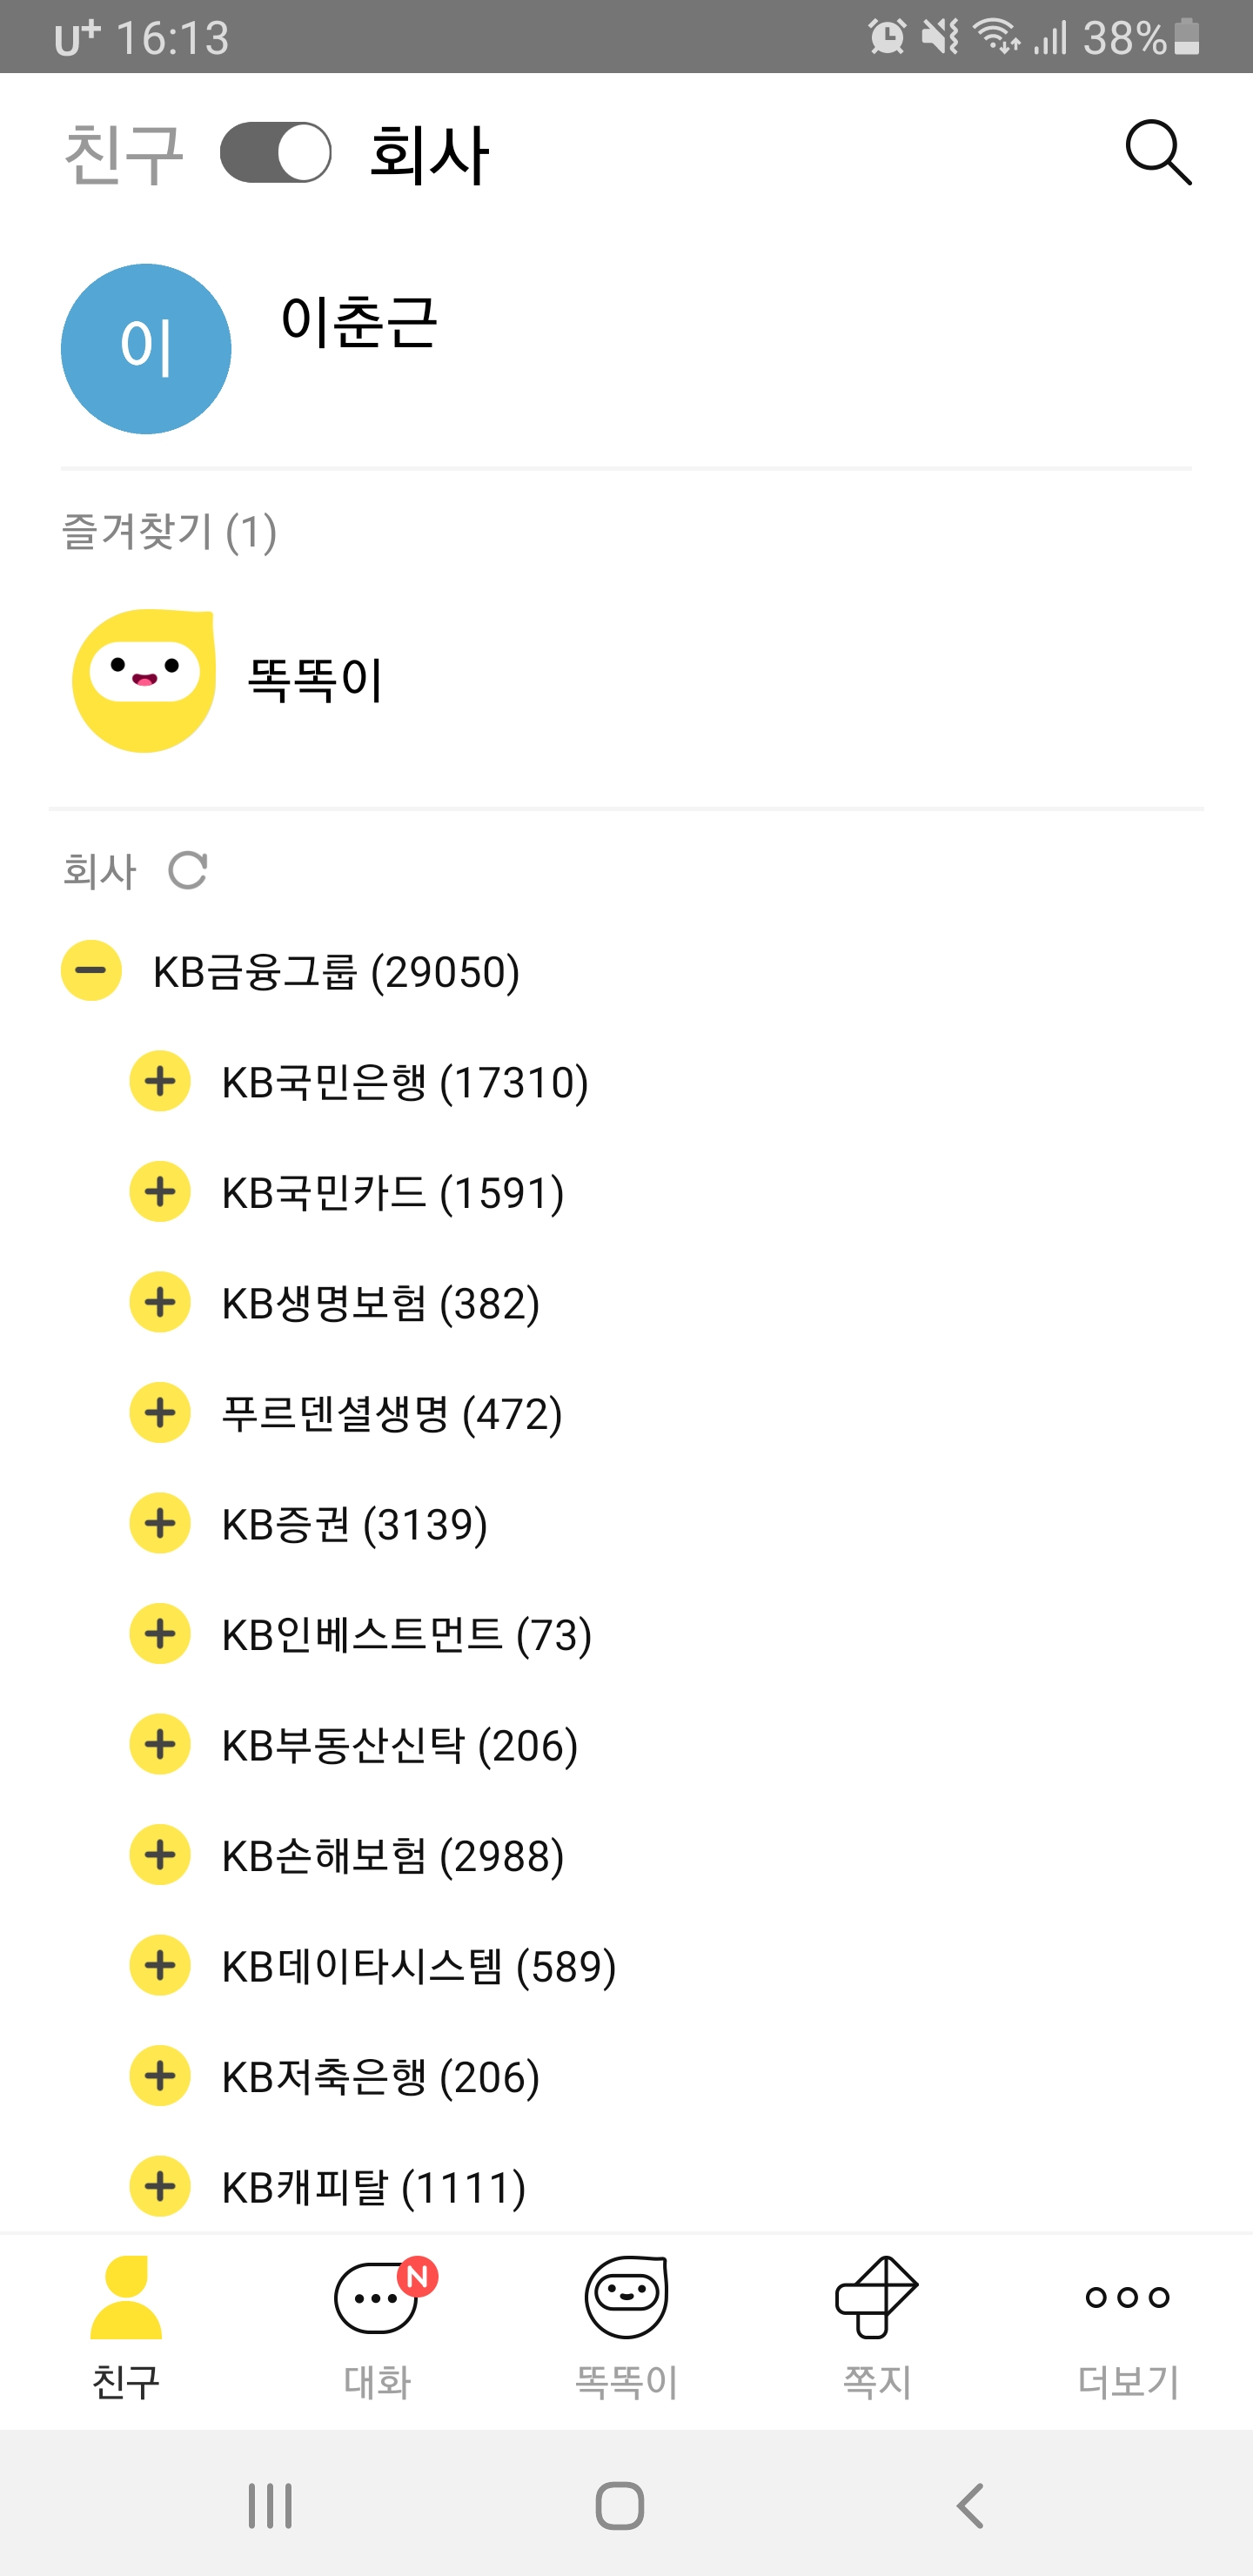 U+ 16:13 38%
친구 회사
이 이춘근
즐겨찾기 (1)
똑똑이
회사
KB금융그룹 (29050)
KB국민은행 (17310)
KB국민카드 (1591)
KB생명보험 (382)
푸르덴셜생명 (472)
KB증권 (3139)
KB인베스트먼트 (73)
KB부동산신탁 (206)
KB손해보험 (2988)
KB데이타시스템 (589)
KB저축은행 (206)
KB캐피탈 (1111)
N
친구 대화 똑똑이 쪽지 더보기